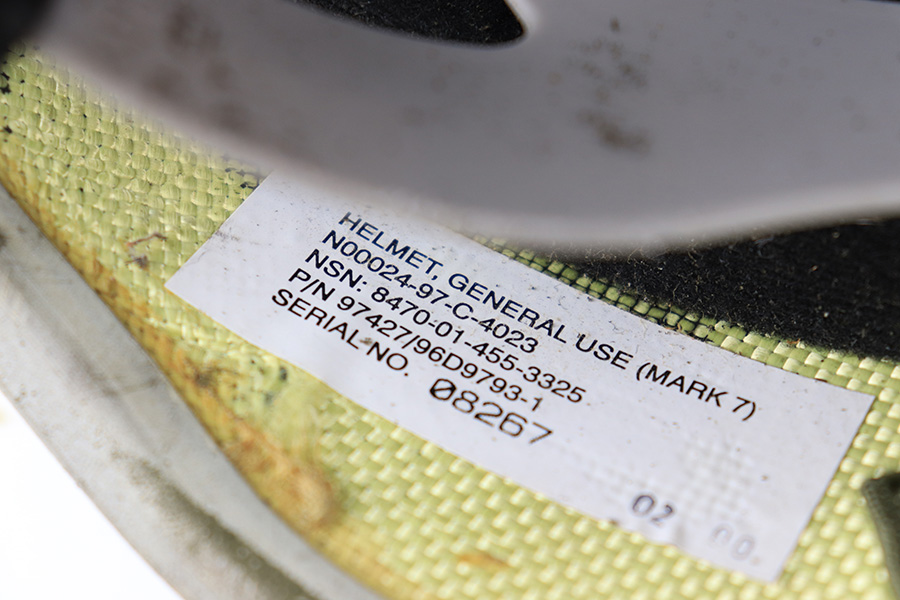 HELMET, GENERAL USE (MARK 7)
N00024-97-C-4023
NSN: 8470-01-455-3325
P/N 97427/96D9793-1
SERIAL NO. 08267
02 00.